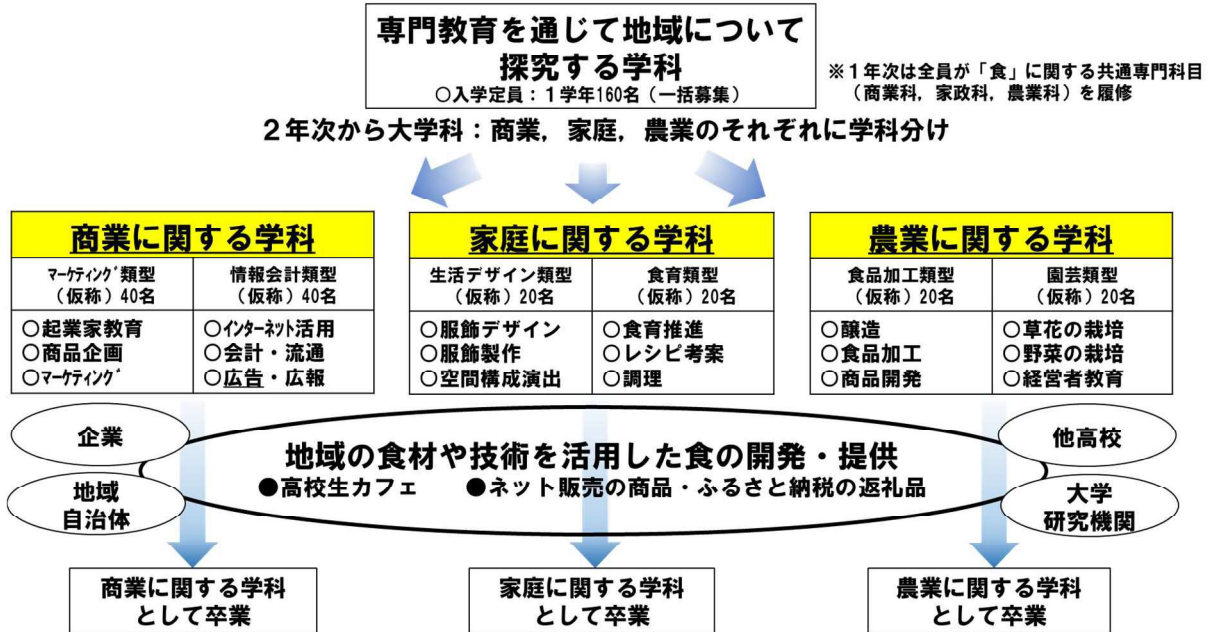 専門教育を通じて地域について
探究する学科
○入学定員：１学年160名（一括募集）
※１年次は全員が「食」に関する共通専門科目
（商業科，家政科，農業科）を履修
２年次から大学科：商業，家庭，農業のそれぞれに学科分け
商業に関する学科
マーケティング類型
（仮称）40名
情報会計類型
（仮称）40名
○起業家教育
○商品企画
○マーケティング
○インターネット活用
○会計・流通
○広告・広報
家庭に関する学科
生活デザイン類型
（仮称）20名
食育類型
（仮称）20名
○服飾デザイン
○服飾製作
○空間構成演出
○食育推進
○レシピ考案
○調理
農業に関する学科
食品加工類型
（仮称）20名
園芸類型
（仮称）20名
○醸造
○食品加工
○商品開発
○草花の栽培
○野菜の栽培
○経営者教育
企業
地域
自治体
地域の食材や技術を活用した食の開発・提供
●高校生カフェ　●ネット販売の商品・ふるさと納税の返礼品
他高校
大学
研究機関
商業に関する学科
として卒業
家庭に関する学科
として卒業
農業に関する学科
として卒業